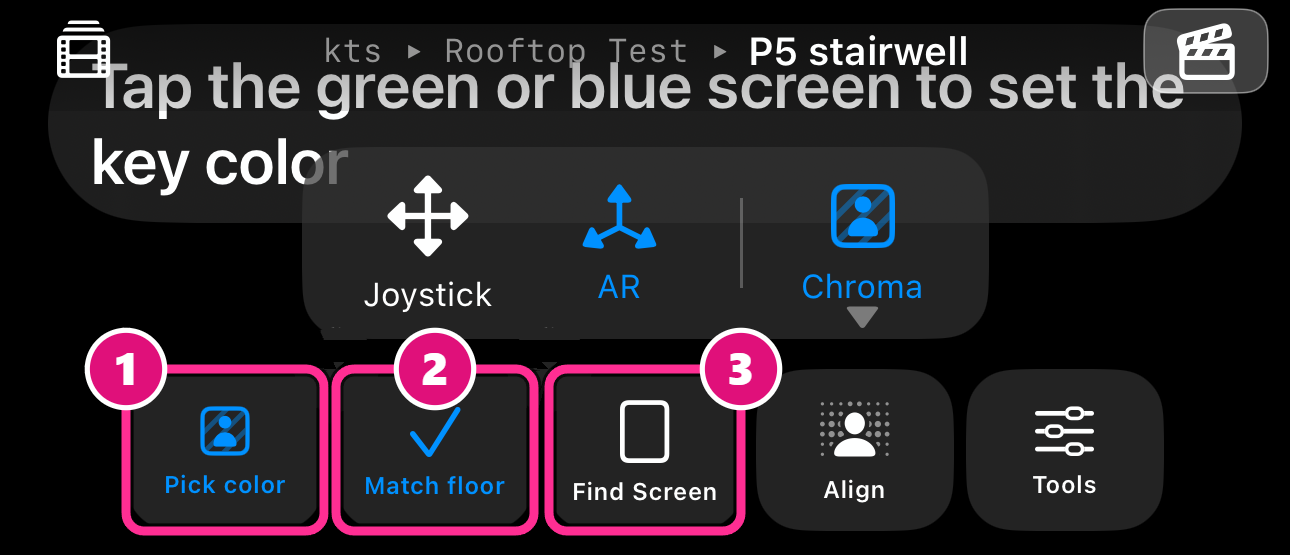 kts ▸ Rooftop Test ▸ P5 stairwell
Tap the green or blue screen to set the
key color
Joystick
AR
Chroma
1
2
3
Pick color
Match floor
Find Screen
Align
Tools